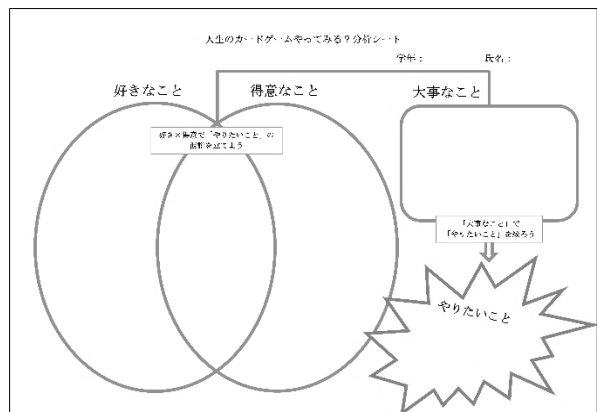 人生のカードゲームやってみる？分析シート
学年： 氏名：
好きなこと 得意なこと 大事なこと
好き×得意で「やりたいこと」の
仮説を立てよう
「大事なこと」で
「やりたいこと」を絞ろう
やりたいこと